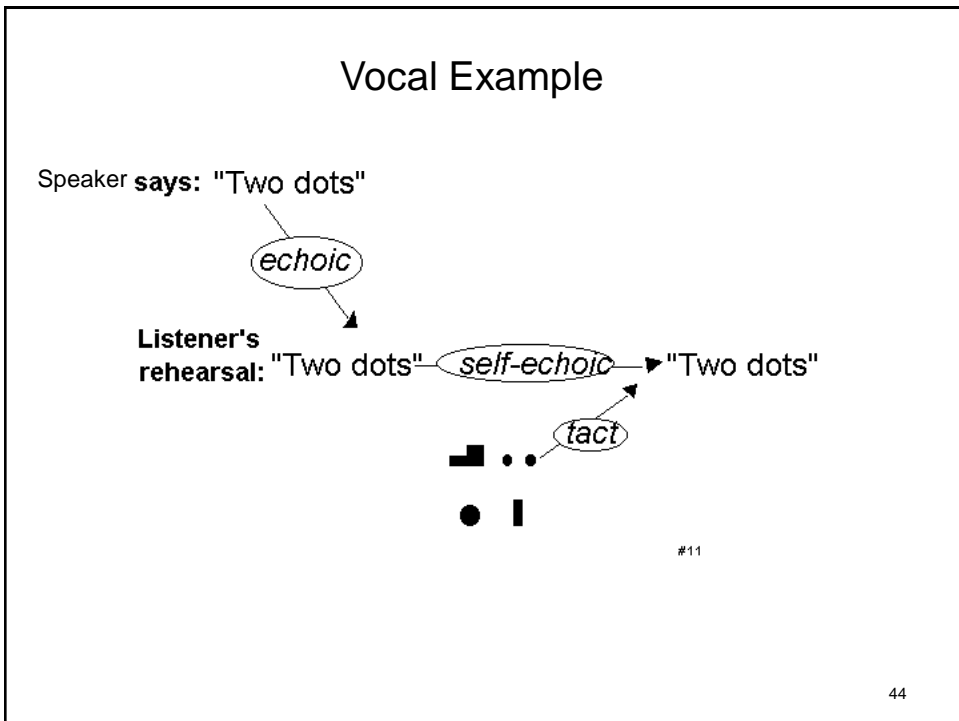 Vocal Example
Speaker says: "Two dots"
echoic
Listener's
rehearsal: "Two dots" self-echoic "Two dots"
tact
#11
44